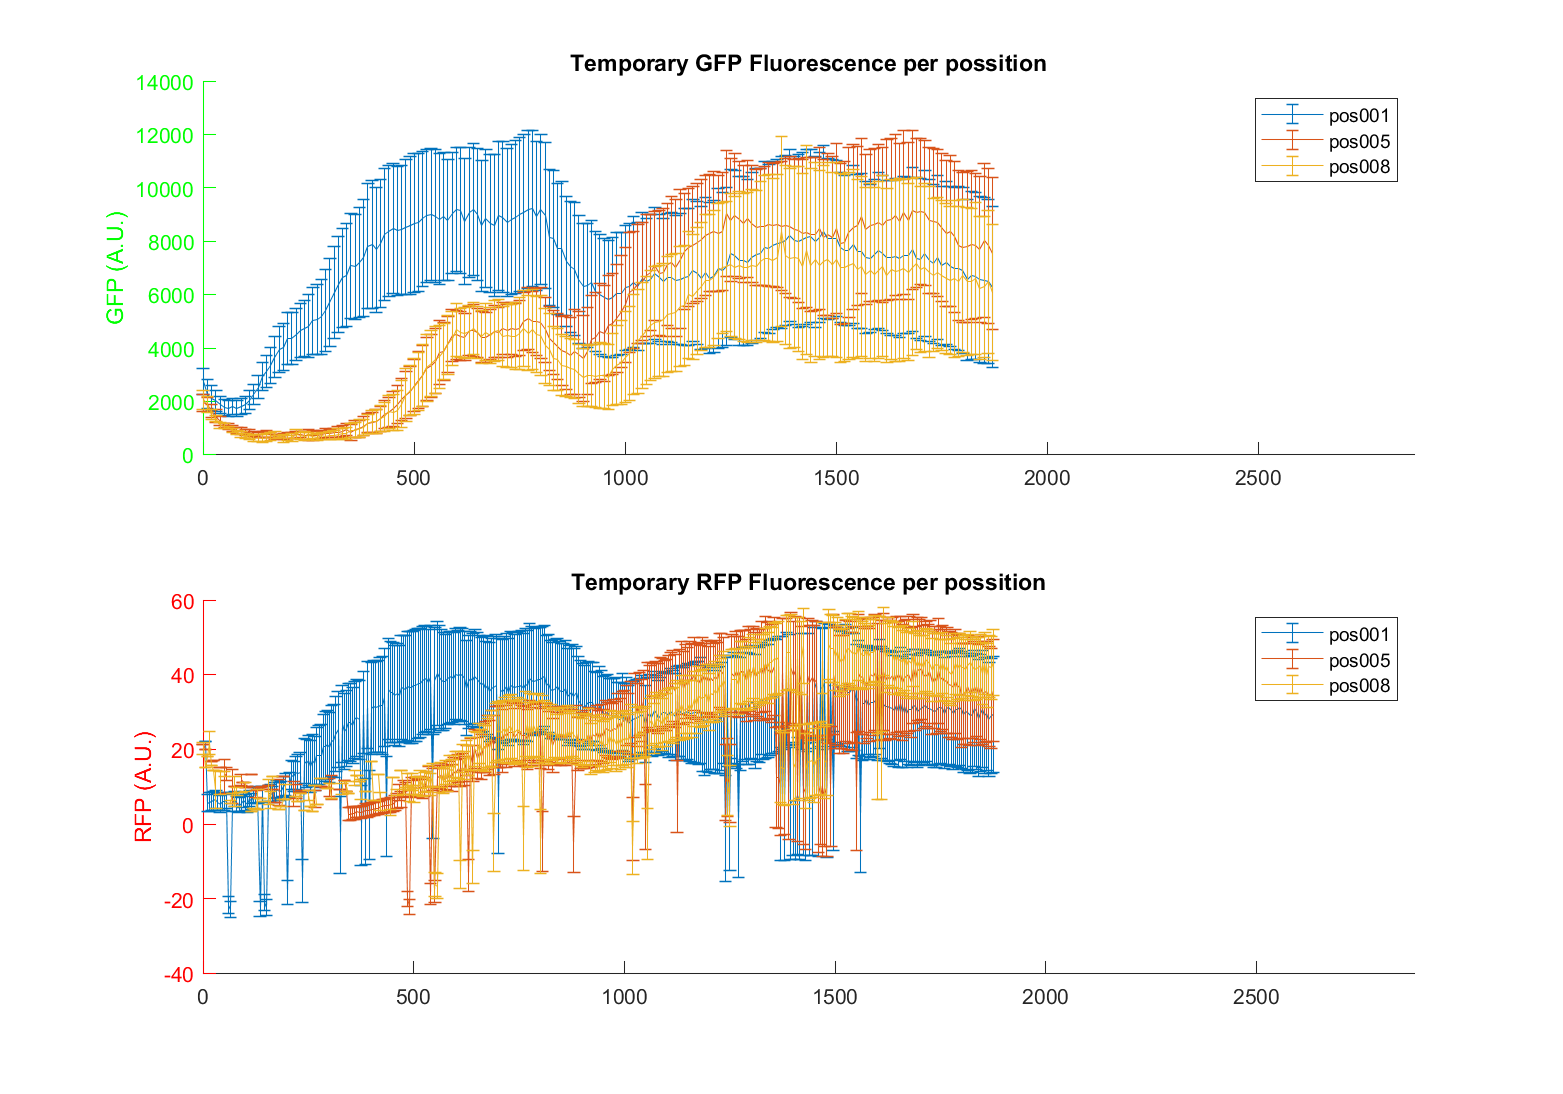 Temporary GFP Fluorescence per possition
14000
12000
10000
8000
6000
4000
2000
0
GFP (A.U.)
0 500 1000 1500 2000 2500
pos001
pos005
pos008
Temporary RFP Fluorescence per possition
60
40
20
0
-20
-40
RFP (A.U.)
0 500 1000 1500 2000 2500
pos001
pos005
pos008